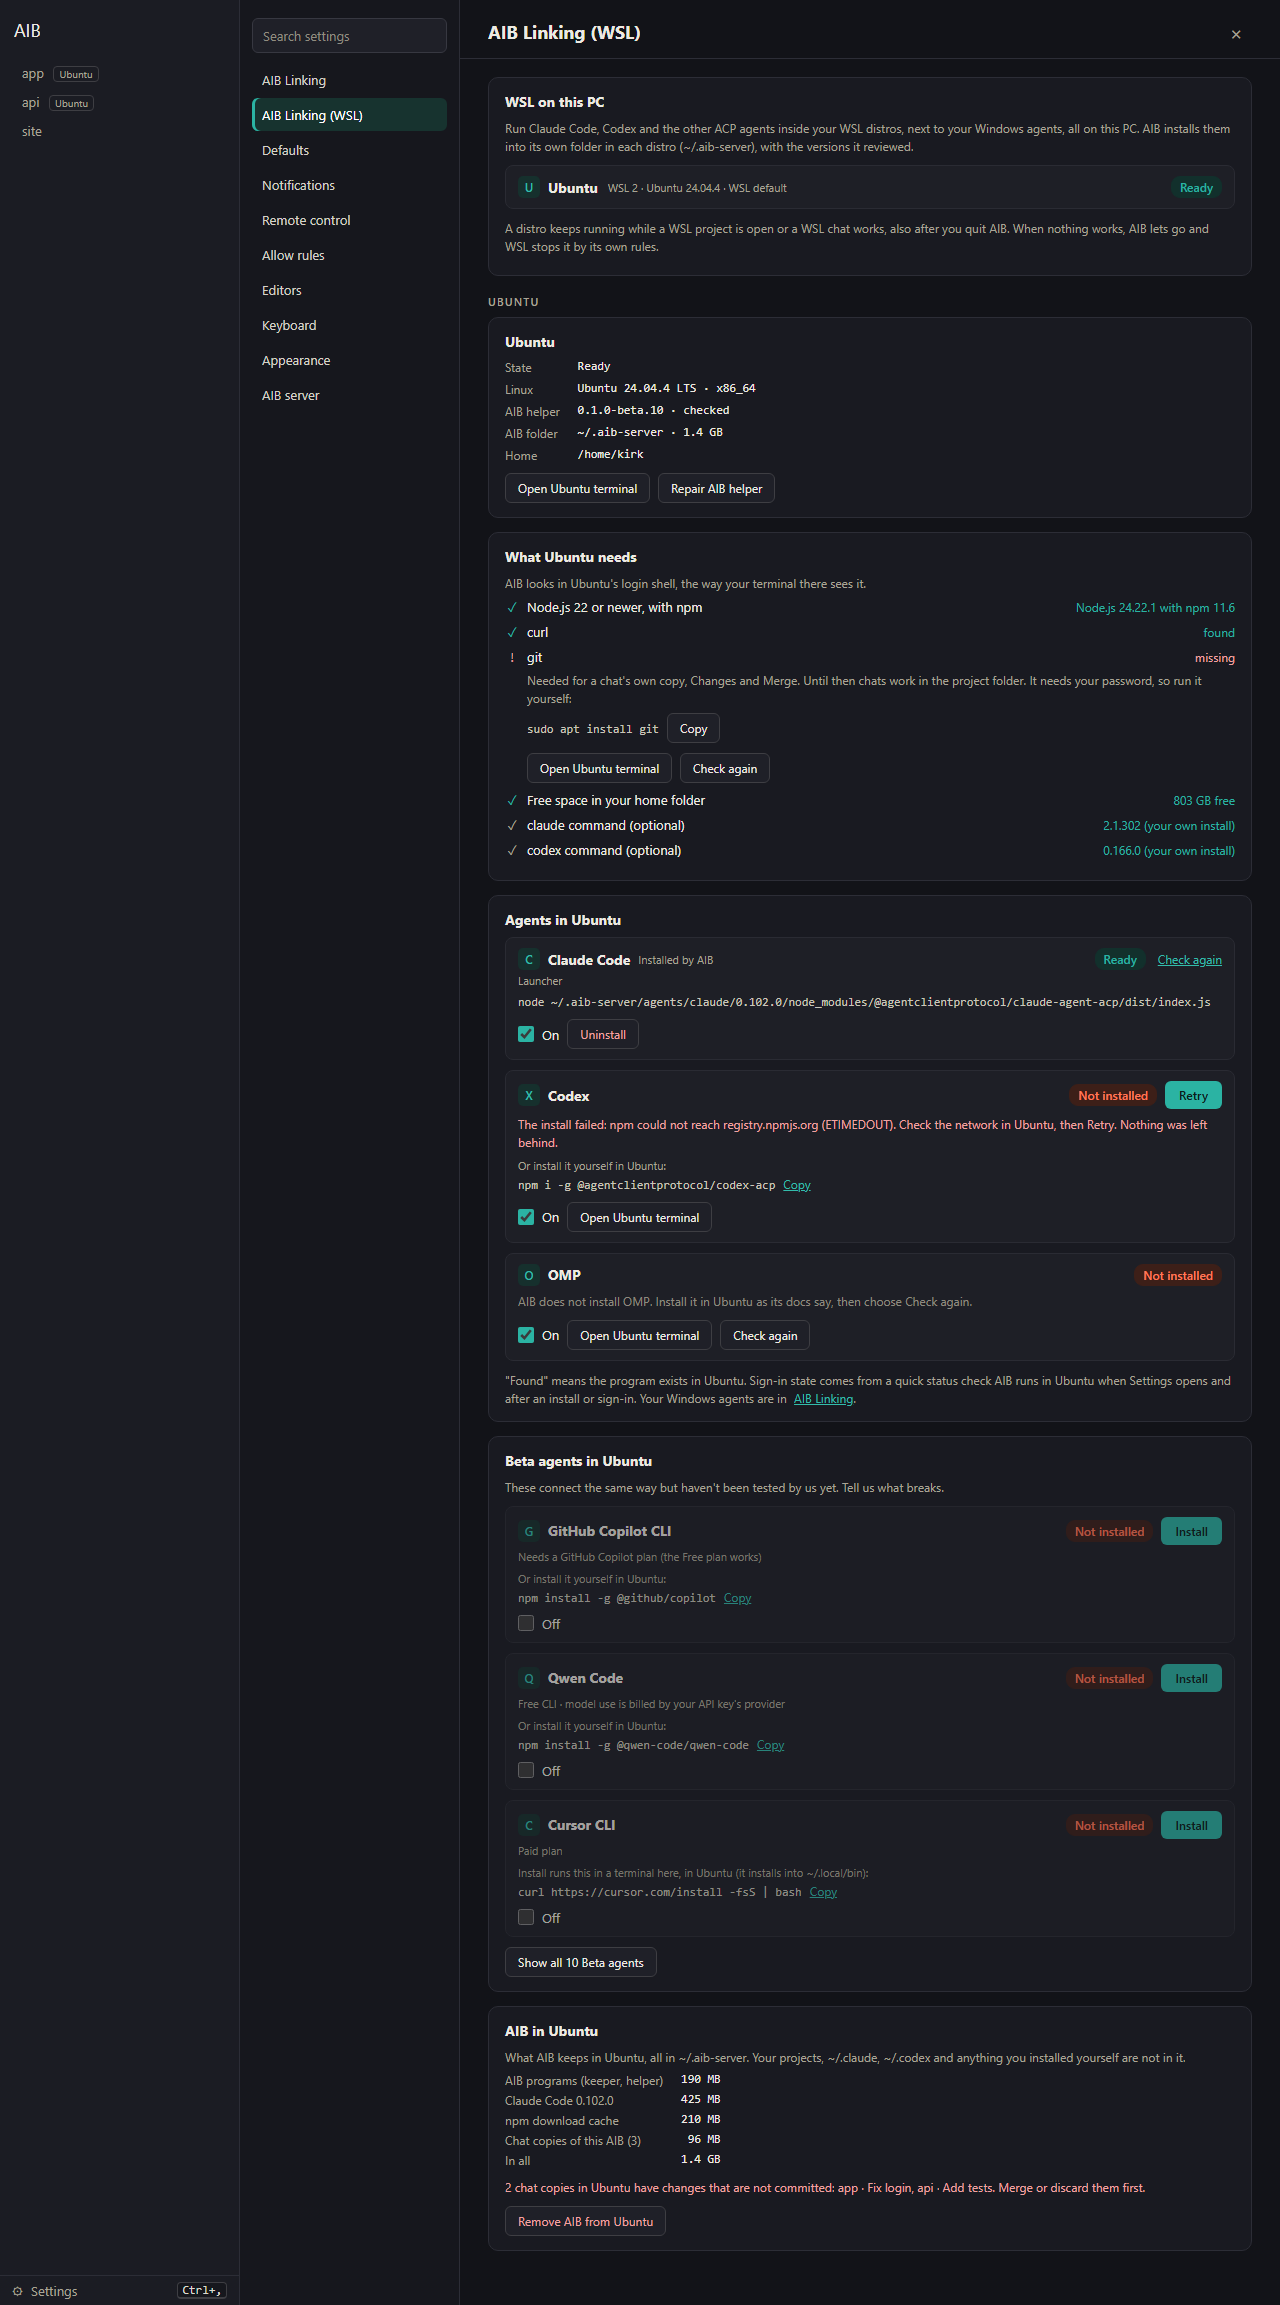 AIB
app Ubuntu
api Ubuntu
site
Settings Ctrl+,
Search settings
AIB Linking
AIB Linking (WSL)
Defaults
Notifications
Remote control
Allow rules
Editors
Keyboard
Appearance
AIB server
AIB Linking (WSL) ×
WSL on this PC
Run Claude Code, Codex and the other ACP agents inside your WSL distros, next to your Windows agents, all on this PC. AIB installs them
into its own folder in each distro (~/.aib-server), with the versions it reviewed.
U Ubuntu WSL 2 · Ubuntu 24.04.4 · WSL default Ready
A distro keeps running while a WSL project is open or a WSL chat works, also after you quit AIB. When nothing works, AIB lets go and
WSL stops it by its own rules.
UBUNTU
Ubuntu
State Ready
Linux Ubuntu 24.04.4 LTS · x86_64
AIB helper 0.1.0-beta.10 · checked
AIB folder ~/.aib-server · 1.4 GB
Home /home/kirk
Open Ubuntu terminal Repair AIB helper
What Ubuntu needs
AIB looks in Ubuntu's login shell, the way your terminal there sees it.
✓ Node.js 22 or newer, with npm Node.js 24.22.1 with npm 11.6
✓ curl found
! git missing
Needed for a chat's own copy, Changes and Merge. Until then chats work in the project folder. It needs your password, so run it
yourself:
sudo apt install git Copy
Open Ubuntu terminal Check again
✓ Free space in your home folder 803 GB free
✓ claude command (optional) 2.1.302 (your own install)
✓ codex command (optional) 0.166.0 (your own install)
Agents in Ubuntu
C Claude Code Installed by AIB Ready Check again
Launcher
node ~/.aib-server/agents/claude/0.102.0/node_modules/@agentclientprotocol/claude-agent-acp/dist/index.js
On Uninstall
X Codex Not installed Retry
The install failed: npm could not reach registry.npmjs.org (ETIMEDOUT). Check the network in Ubuntu, then Retry. Nothing was left
behind.
Or install it yourself in Ubuntu:
npm i -g @agentclientprotocol/codex-acp Copy
On Open Ubuntu terminal
O OMP Not installed
AIB does not install OMP. Install it in Ubuntu as its docs say, then choose Check again.
On Open Ubuntu terminal Check again
"Found" means the program exists in Ubuntu. Sign-in state comes from a quick status check AIB runs in Ubuntu when Settings opens and
after an install or sign-in. Your Windows agents are in AIB Linking.
Beta agents in Ubuntu
These connect the same way but haven't been tested by us yet. Tell us what breaks.
G GitHub Copilot CLI Not installed Install
Needs a GitHub Copilot plan (the Free plan works)
Or install it yourself in Ubuntu:
npm install -g @github/copilot Copy
Off
Q Qwen Code Not installed Install
Free CLI · model use is billed by your API key's provider
Or install it yourself in Ubuntu:
npm install -g @qwen-code/qwen-code Copy
Off
C Cursor CLI Not installed Install
Paid plan
Install runs this in a terminal here, in Ubuntu (it installs into ~/.local/bin):
curl https://cursor.com/install -fsS | bash Copy
Off
Show all 10 Beta agents
AIB in Ubuntu
What AIB keeps in Ubuntu, all in ~/.aib-server. Your projects, ~/.claude, ~/.codex and anything you installed yourself are not in it.
AIB programs (keeper, helper) 190 MB
Claude Code 0.102.0 425 MB
npm download cache 210 MB
Chat copies of this AIB (3) 96 MB
In all 1.4 GB
2 chat copies in Ubuntu have changes that are not committed: app · Fix login, api · Add tests. Merge or discard them first.
Remove AIB from Ubuntu